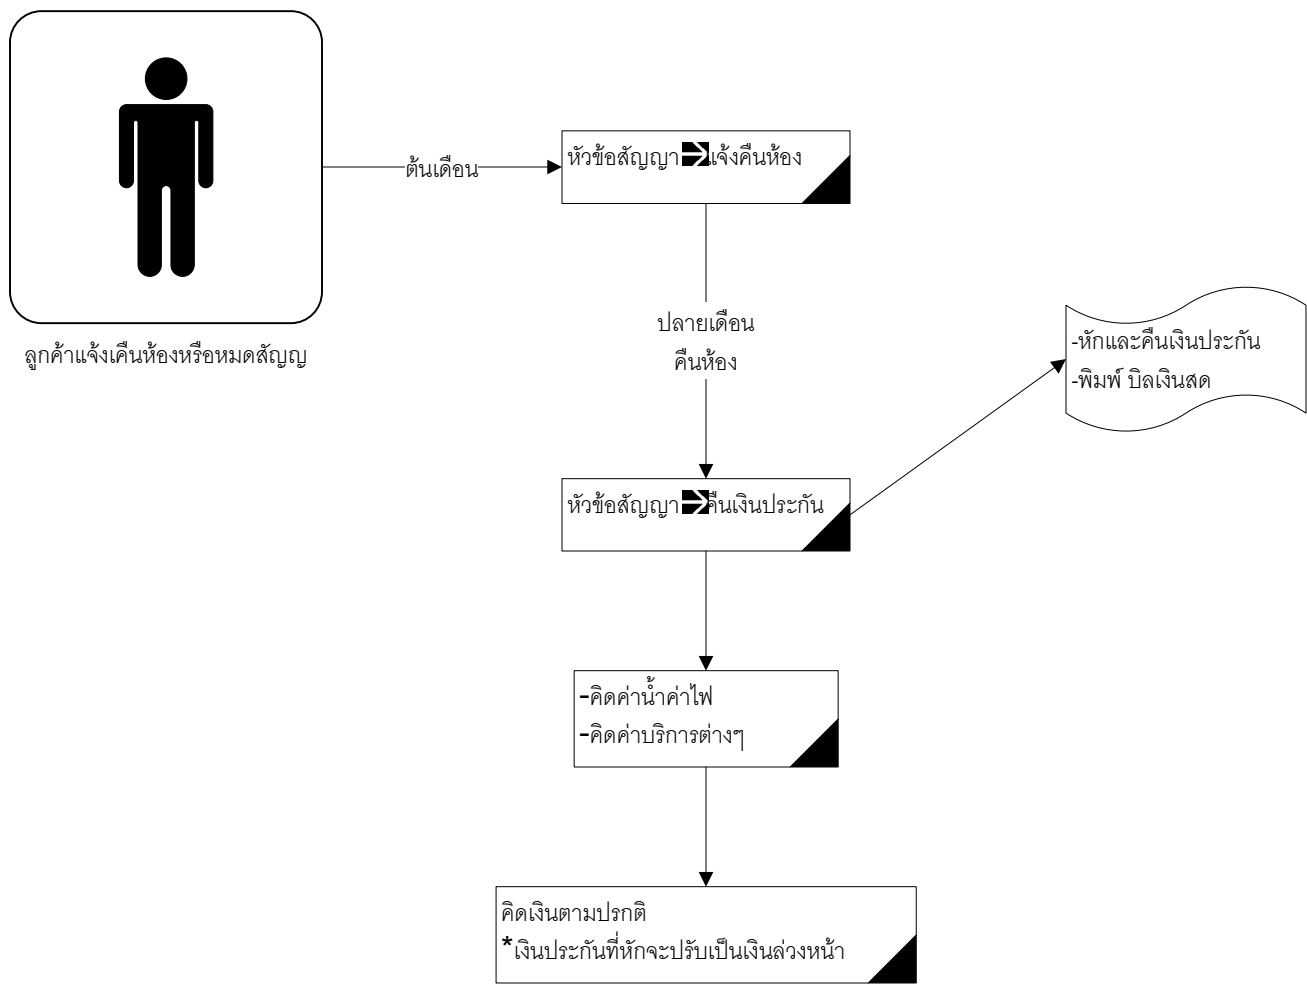 ต้นเดือน
หัวข้อสัญญา แจ้งคืนห้อง
ลูกค้าแจ้งเคืนห้องหรือหมดสัญญ
ปลายเดือน
คืนห้อง
-หักและคืนเงินประกัน
-พิมพ์ บิลเงินสด
หัวข้อสัญญา คืนเงินประกัน
-คิดค่าน้ำค่าไฟ
-คิดค่าบริการต่างๆ
คิดเงินตามปรกติ
*เงินประกันที่หักจะปรับเป็นเงินล่วงหน้า